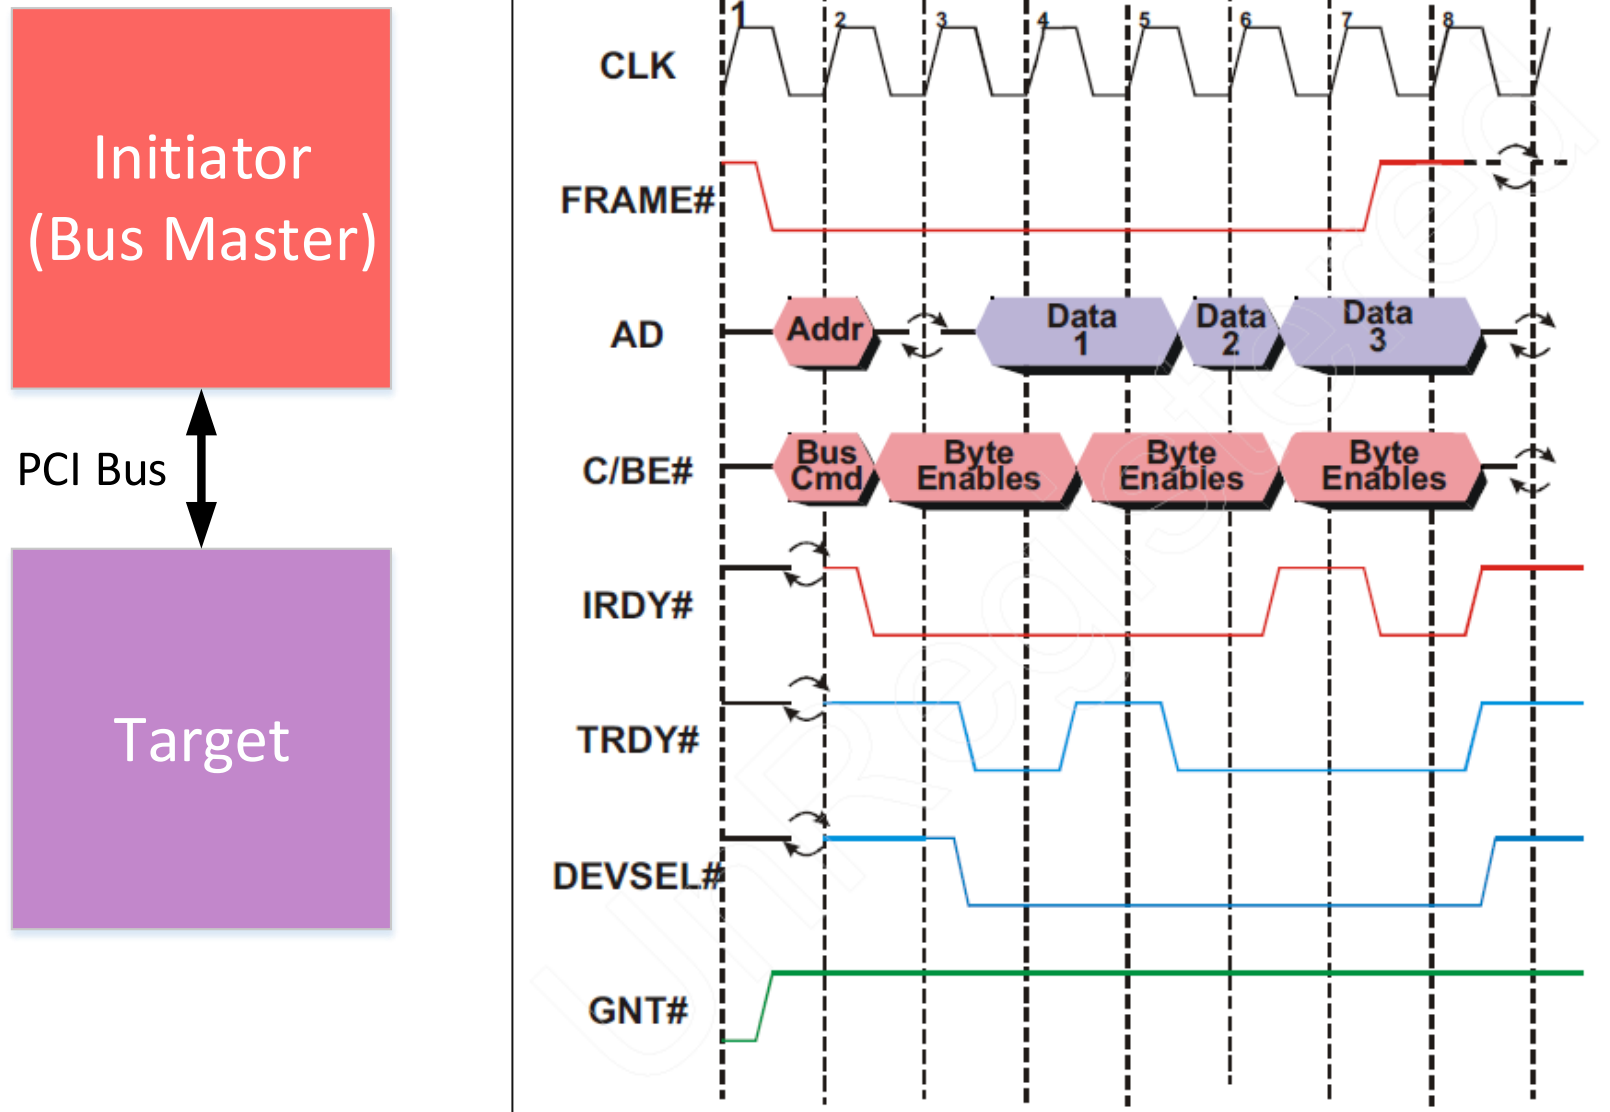 Initiator
(Bus Master)
PCI Bus
Target
1 2 3 4 5 6 7 8
CLK
FRAME#
AD
Addr
Data
1
Data
2
Data
3
C/BE#
Bus
Cmd
Byte
Enables
Byte
Enables
Byte
Enables
IRDY#
TRDY#
DEVSEL#
GNT#
UnRegistered